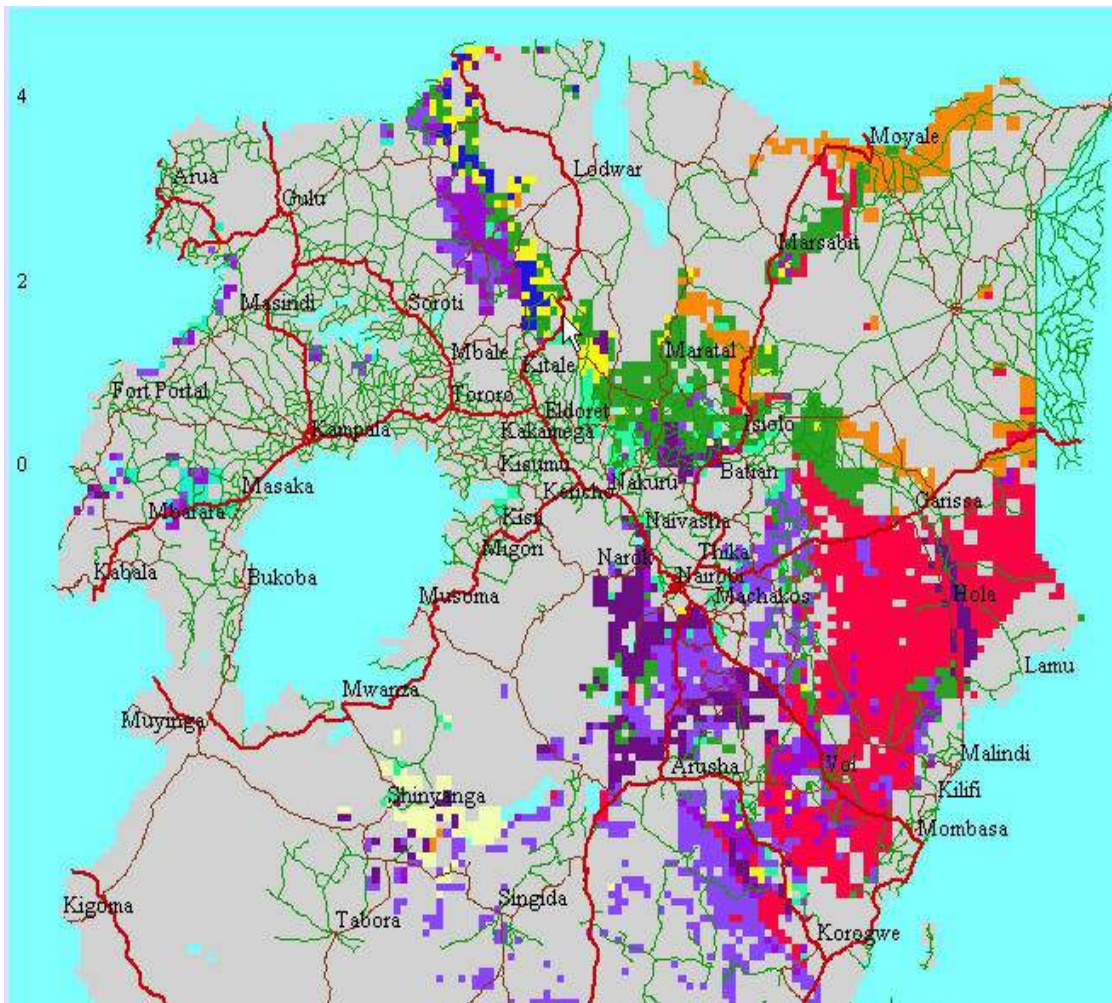 4
Moyale
Arua
Lodwar
Gulu
Marsabit
2
Masindi
Soroti
Mbale
Maratal
Kitale
Fort Portal
Tororo
Eldoret
Kampala
Kakamega
Isiolo
0
Kisumu
Batian
Masaka
Nakuru
Kericho
Garissa
Mbarara
Kisii
Naivasha
Migori
Narok
Thika
Kabala
Bukoba
Nairobi
Musoma
Machakos
Hola
Lamu
Mwanza
Muyinga
Malindi
Arusha
Voi
Shinyanga
Kilifi
Mombasa
Kigoma
Singida
Tabora
Korogwe